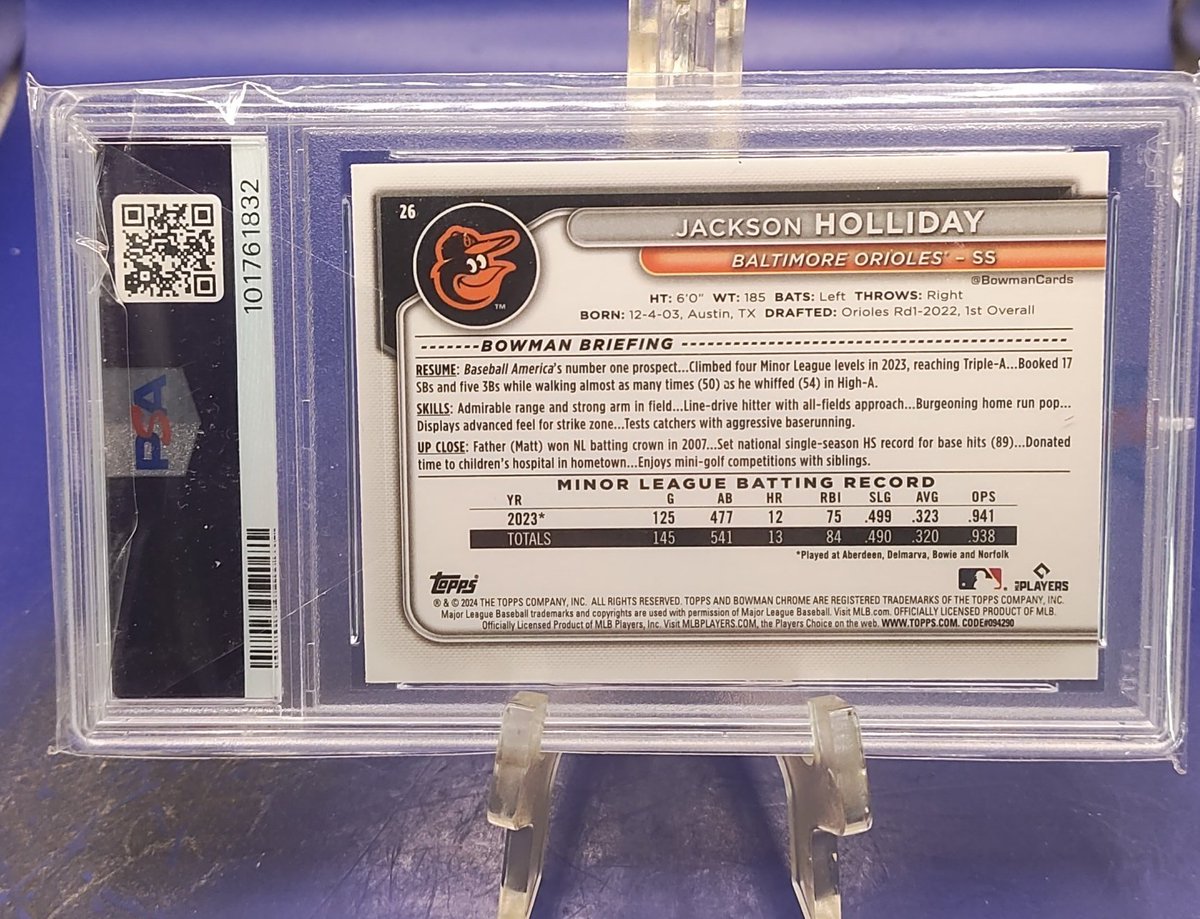 101761832
PSA
26
JACKSON HOLLIDAY
BALTIMORE ORIOLES™ – SS
@BowmanCards
HT: 6'0" WT: 185 BATS: Left THROWS: Right
BORN: 12-4-03, Austin, TX DRAFTED: Orioles Rd1-2022, 1st Overall
TM
BOWMAN BRIEFING
RESUME: Baseball America's number one prospect...Climbed four Minor League levels in 2023, reaching Triple-A...Booked 17
SBs and five 3Bs while walking almost as many times (50) as he whiffed (54) in High-A.
SKILLS: Admirable range and strong arm in field...Line-drive hitter with all-fields approach...Burgeoning home run pop...
Displays advanced feel for strike zone...Tests catchers with aggressive baserunning.
UP CLOSE: Father (Matt) won NL batting crown in 2007...Set national single-season HS record for base hits (89)...Donated
time to children's hospital in hometown...Enjoys mini-golf competitions with siblings.
MINOR LEAGUE BATTING RECORD
YR G AB HR RBI SLG AVG OPS
2023* 125 477 12 75 .499 .323 .941
TOTALS 145 541 13 84 .490 .320 .938
*Played at Aberdeen, Delmarva, Bowie and Norfolk
Topps
PLAYERS
® & © 2024 THE TOPPS COMPANY, INC. ALL RIGHTS RESERVED. TOPPS AND BOWMAN CHROME ARE REGISTERED TRADEMARKS OF THE TOPPS COMPANY, INC.
Major League Baseball trademarks and copyrights are used with permission of Major League Baseball. Visit MLB.com. OFFICIALLY LICENSED PRODUCT OF MLB.
Officially Licensed Product of MLB Players, Inc. Visit MLBPLAYERS.COM, the Players Choice on the web. WWW.TOPPS.COM. CODE#094290